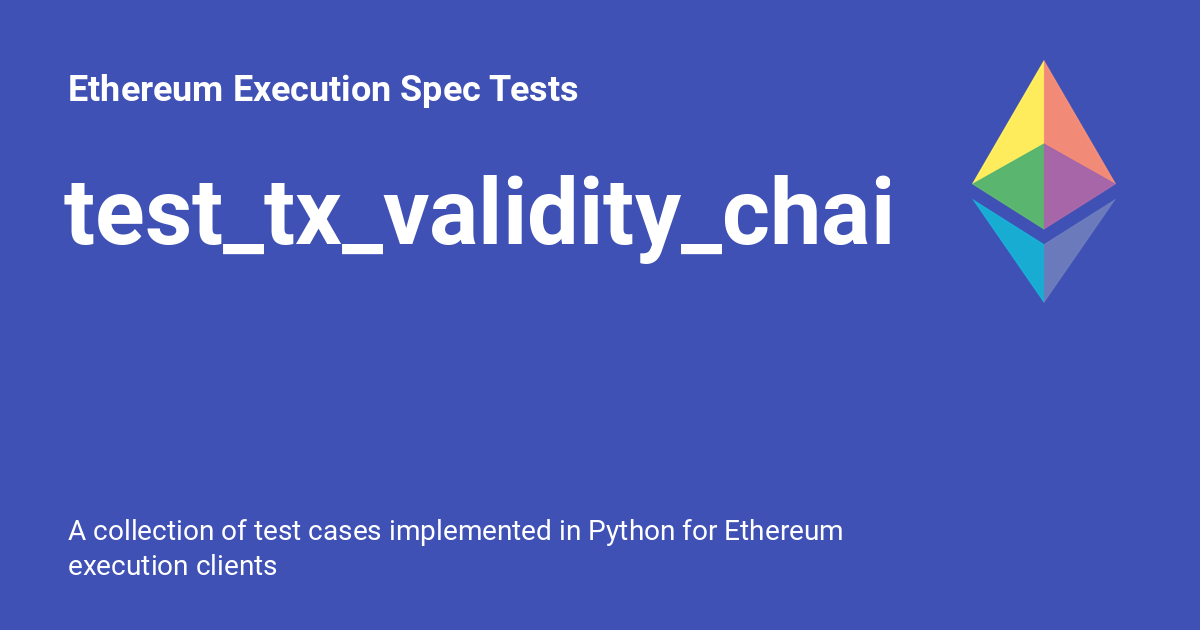 Ethereum Execution Spec Tests
test_tx_validity_chai
A collection of test cases implemented in Python for Ethereum
execution clients